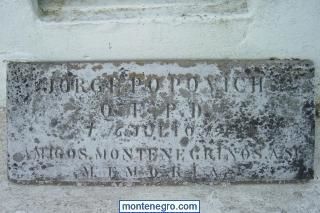 JORGE POPOVICH
Q.E.P.D.
JULIO
AMIGOS MONTENEGRINOS A SU
MEMORIA
montenegro.com